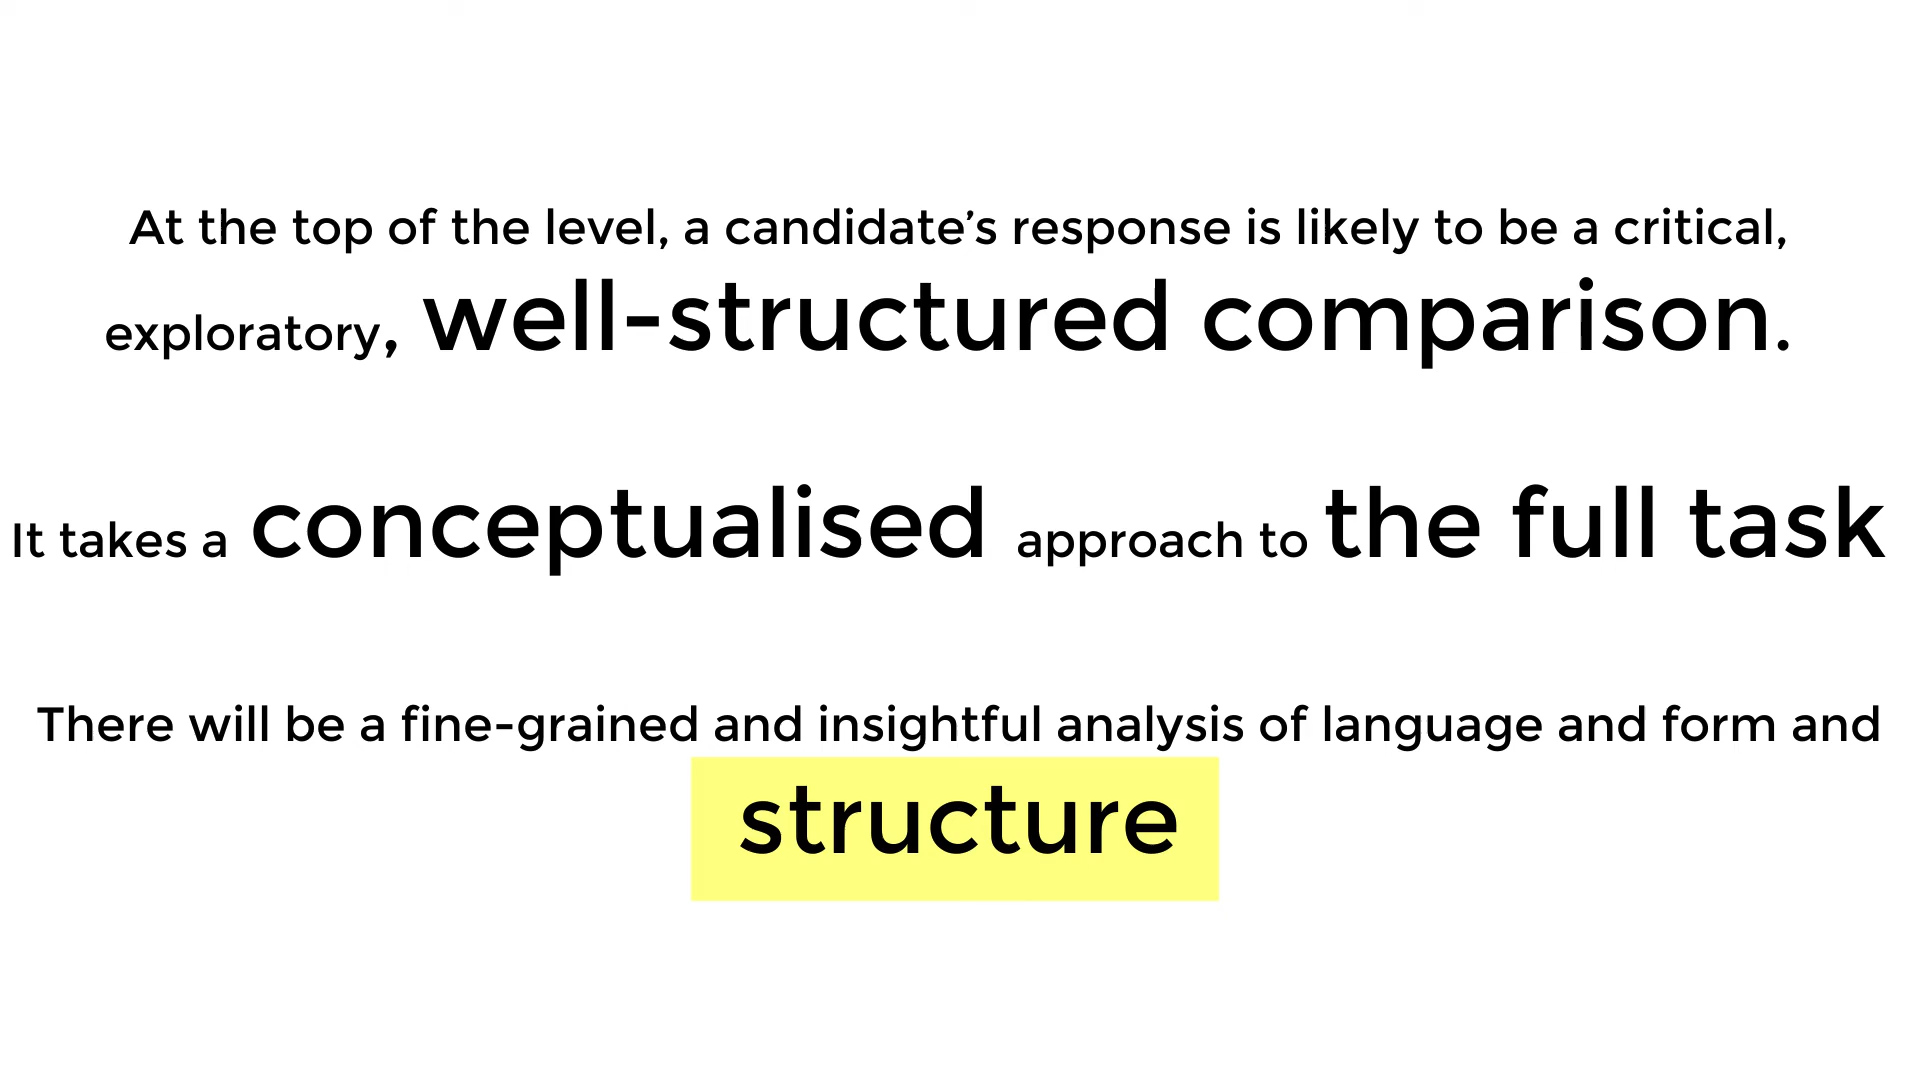 At the top of the level, a candidate’s response is likely to be a critical,
exploratory, well-structured comparison.
It takes a conceptualised approach to the full task
There will be a fine-grained and insightful analysis of language and form and
structure